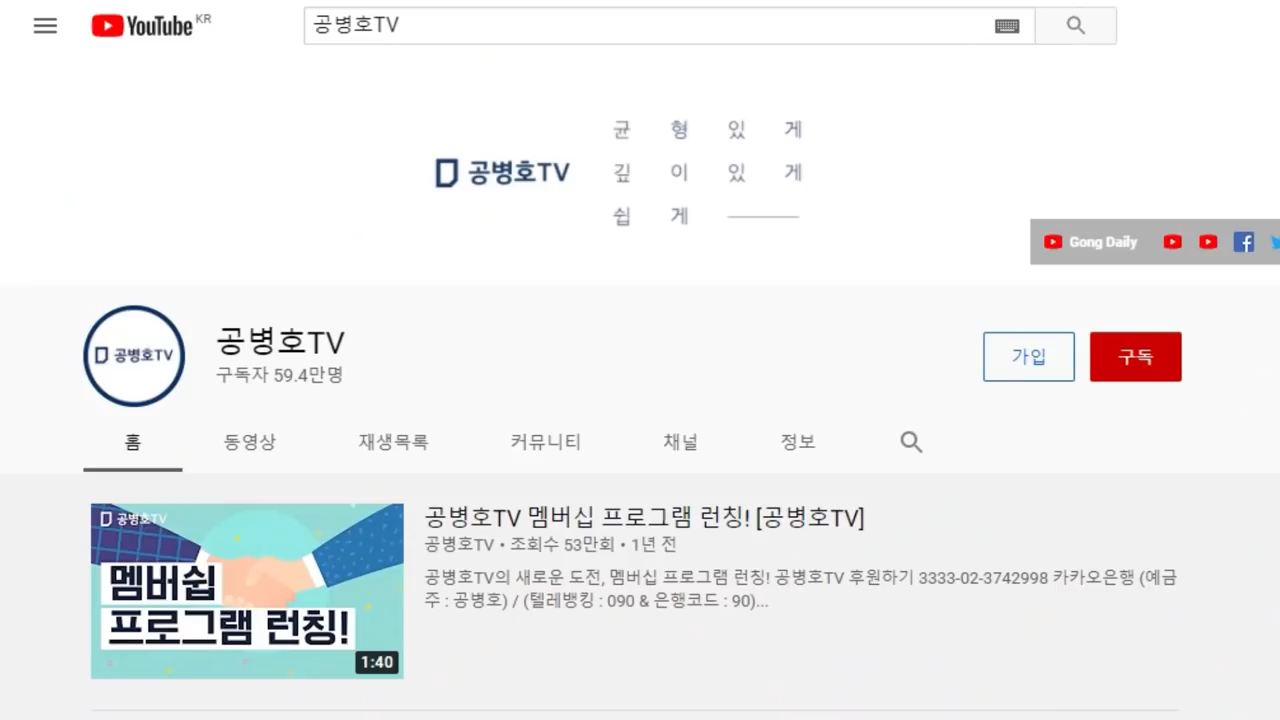 YouTube KR
공병호TV
균 형 있 게
공병호TV
깊 이 있 게
쉽 게
Gong Daily
공병호TV
공병호TV
구독자 59.4만명
가입
구독
홈
동영상
재생목록
커뮤니티
채널
정보
공병호TV
멤버쉽
프로그램 런칭!
1:40
공병호TV 멤버십 프로그램 런칭! [공병호TV]
공병호TV • 조회수 53만회 • 1년 전
공병호TV의 새로운 도전, 멤버십 프로그램 런칭! 공병호TV 후원하기 3333-02-3742998 카카오은행 (예금
주 : 공병호) / (텔레뱅킹 : 090 & 은행코드 : 90)...